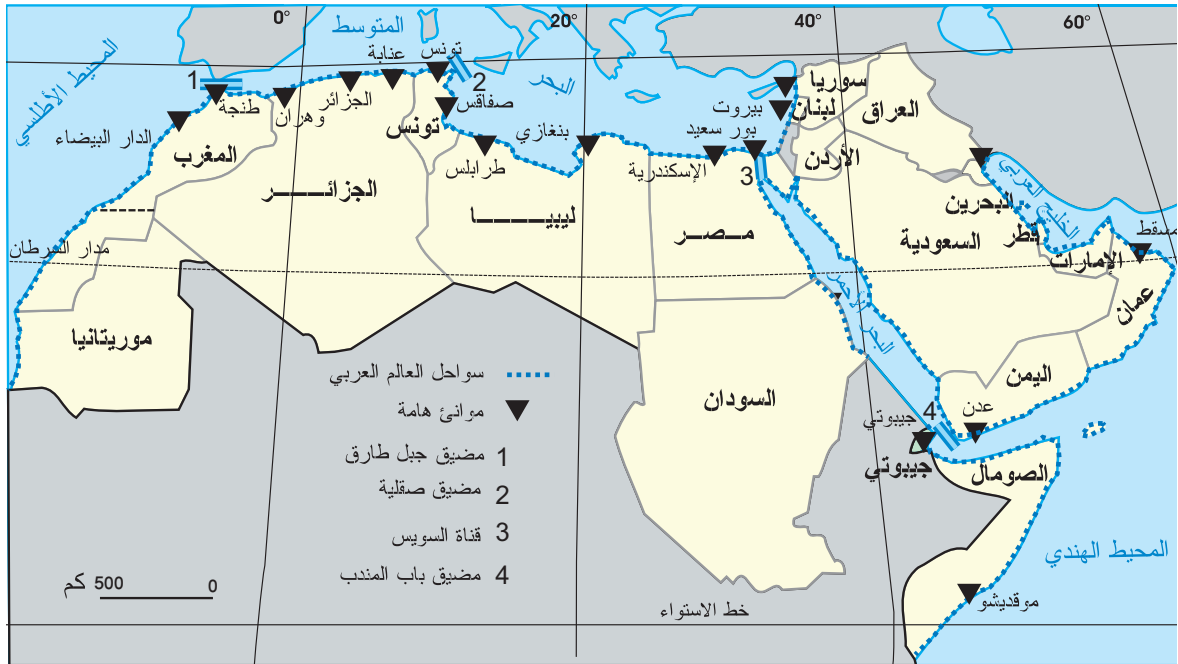 0°
20°
40°
60°
المحيط الأطلسي
المتوسط
البحر
1
2
تونس
عنابة
الجزائر
وهران
طنجة
الدار البيضاء
صفاقس
طرابلس
بنغازي
الإسكندرية
بور سعيد
بيروت
3
سوريا
لبنان
العراق
الأردن
المغرب
الجزائـــــــر
تونس
ليبيـــــــــا
مـــصـــر
السعودية
البحرين
قطر
الإمارات
الخليج العربي
مسقط
عمان
مدار السرطان
موريتانيا
السودان
البحر الأحمر
اليمن
عدن
4
جيبوتي
جيبوتي
الصومال
المحيط الهندي
موقديشو
خط الاستواء
سواحل العالم العربي
موانئ هامة
1 مضيق جبل طارق
2 مضيق صقلية
3 قناة السويس
4 مضيق باب المندب
0 500 كم